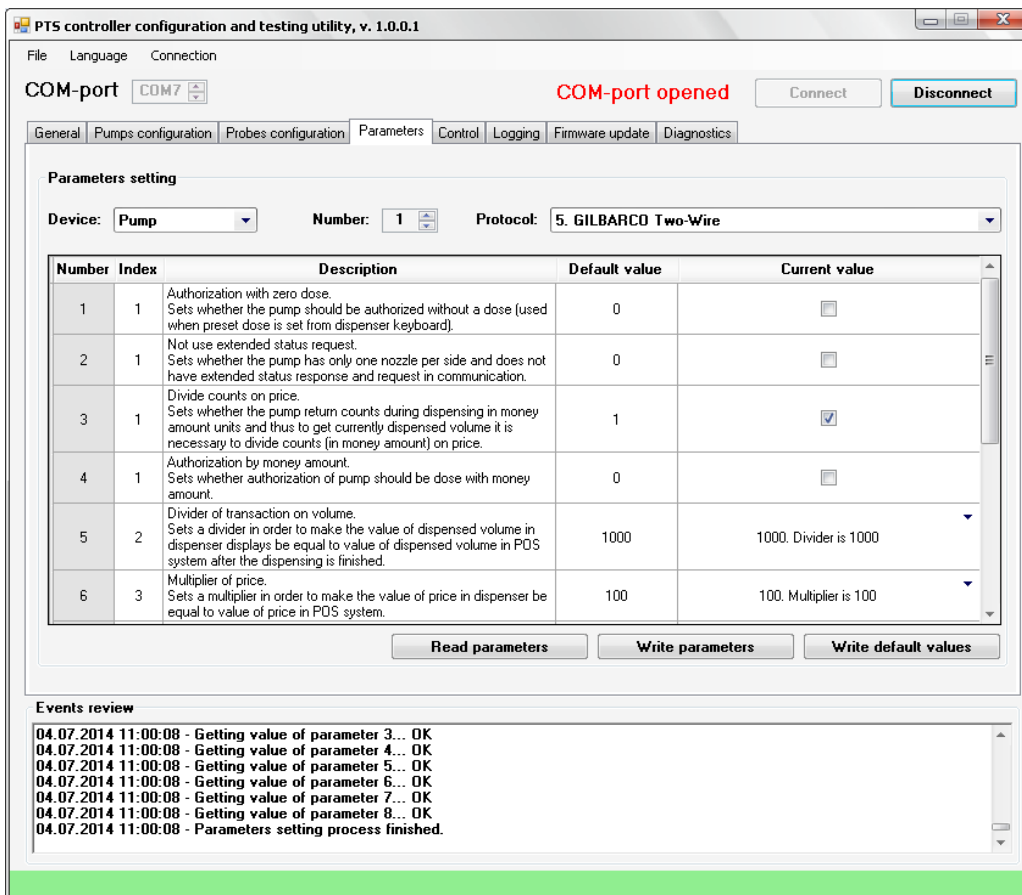 PTS controller configuration and testing utility, v. 1.0.0.1
File Language Connection
COM-port COM7 COM-port opened Connect Disconnect
General Pumps configuration Probes configuration Parameters Control Logging Firmware update Diagnostics
Parameters setting
Device: Pump Number: 1 Protocol: 5. GILBARCO Two-Wire
Number Index Description Default value Current value
Authorization with zero dose.
1 1 Sets whether the pump should be authorized without a dose (used 0
when preset dose is set from dispenser keyboard).
Not use extended status request.
2 1 Sets whether the pump has only one nozzle per side and does not 0
have extended status response and request in communication.
Divide counts on price.
Sets whether the pump return counts during dispensing in money
3 1 amount units and thus to get currently dispensed volume it is 1
necessary to divide counts (in money amount) on price.
Authorization by money amount.
4 1 Sets whether authorization of pump should be dose with money 0
amount.
Divider of transaction on volume.
Sets a divider in order to make the value of dispensed volume in
5 2 dispenser displays be equal to value of dispensed volume in POS 1000 1000. Divider is 1000
system after the dispensing is finished.
Multiplier of price.
6 3 Sets a multiplier in order to make the value of price in dispenser be 100 100. Multiplier is 100
equal to value of price in POS system.
Read parameters Write parameters Write default values
Events review
04.07.2014 11:00:08 - Getting value of parameter 3... OK
04.07.2014 11:00:08 - Getting value of parameter 4... OK
04.07.2014 11:00:08 - Getting value of parameter 5... OK
04.07.2014 11:00:08 - Getting value of parameter 6... OK
04.07.2014 11:00:08 - Getting value of parameter 7... OK
04.07.2014 11:00:08 - Getting value of parameter 8... OK
04.07.2014 11:00:08 - Parameters setting process finished.